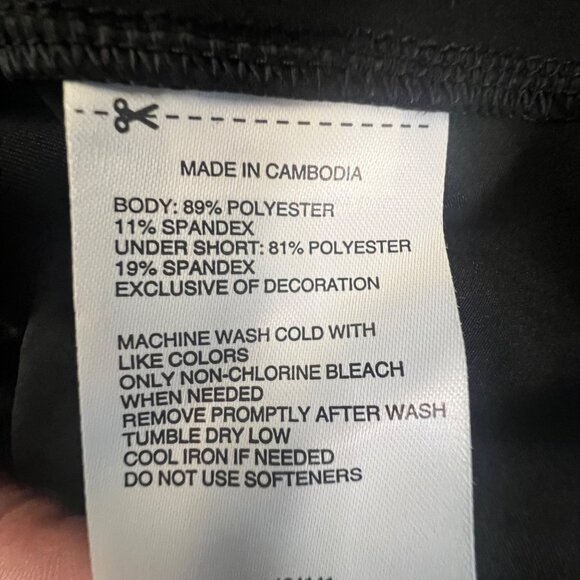 MADE IN CAMBODIA
BODY: 89% POLYESTER
11% SPANDEX
UNDER SHORT: 81% POLYESTER
19% SPANDEX
EXCLUSIVE OF DECORATION
MACHINE WASH COLD WITH
LIKE COLORS
ONLY NON-CHLORINE BLEACH
WHEN NEEDED
REMOVE PROMPTLY AFTER WASH
TUMBLE DRY LOW
COOL IRON IF NEEDED
DO NOT USE SOFTENERS